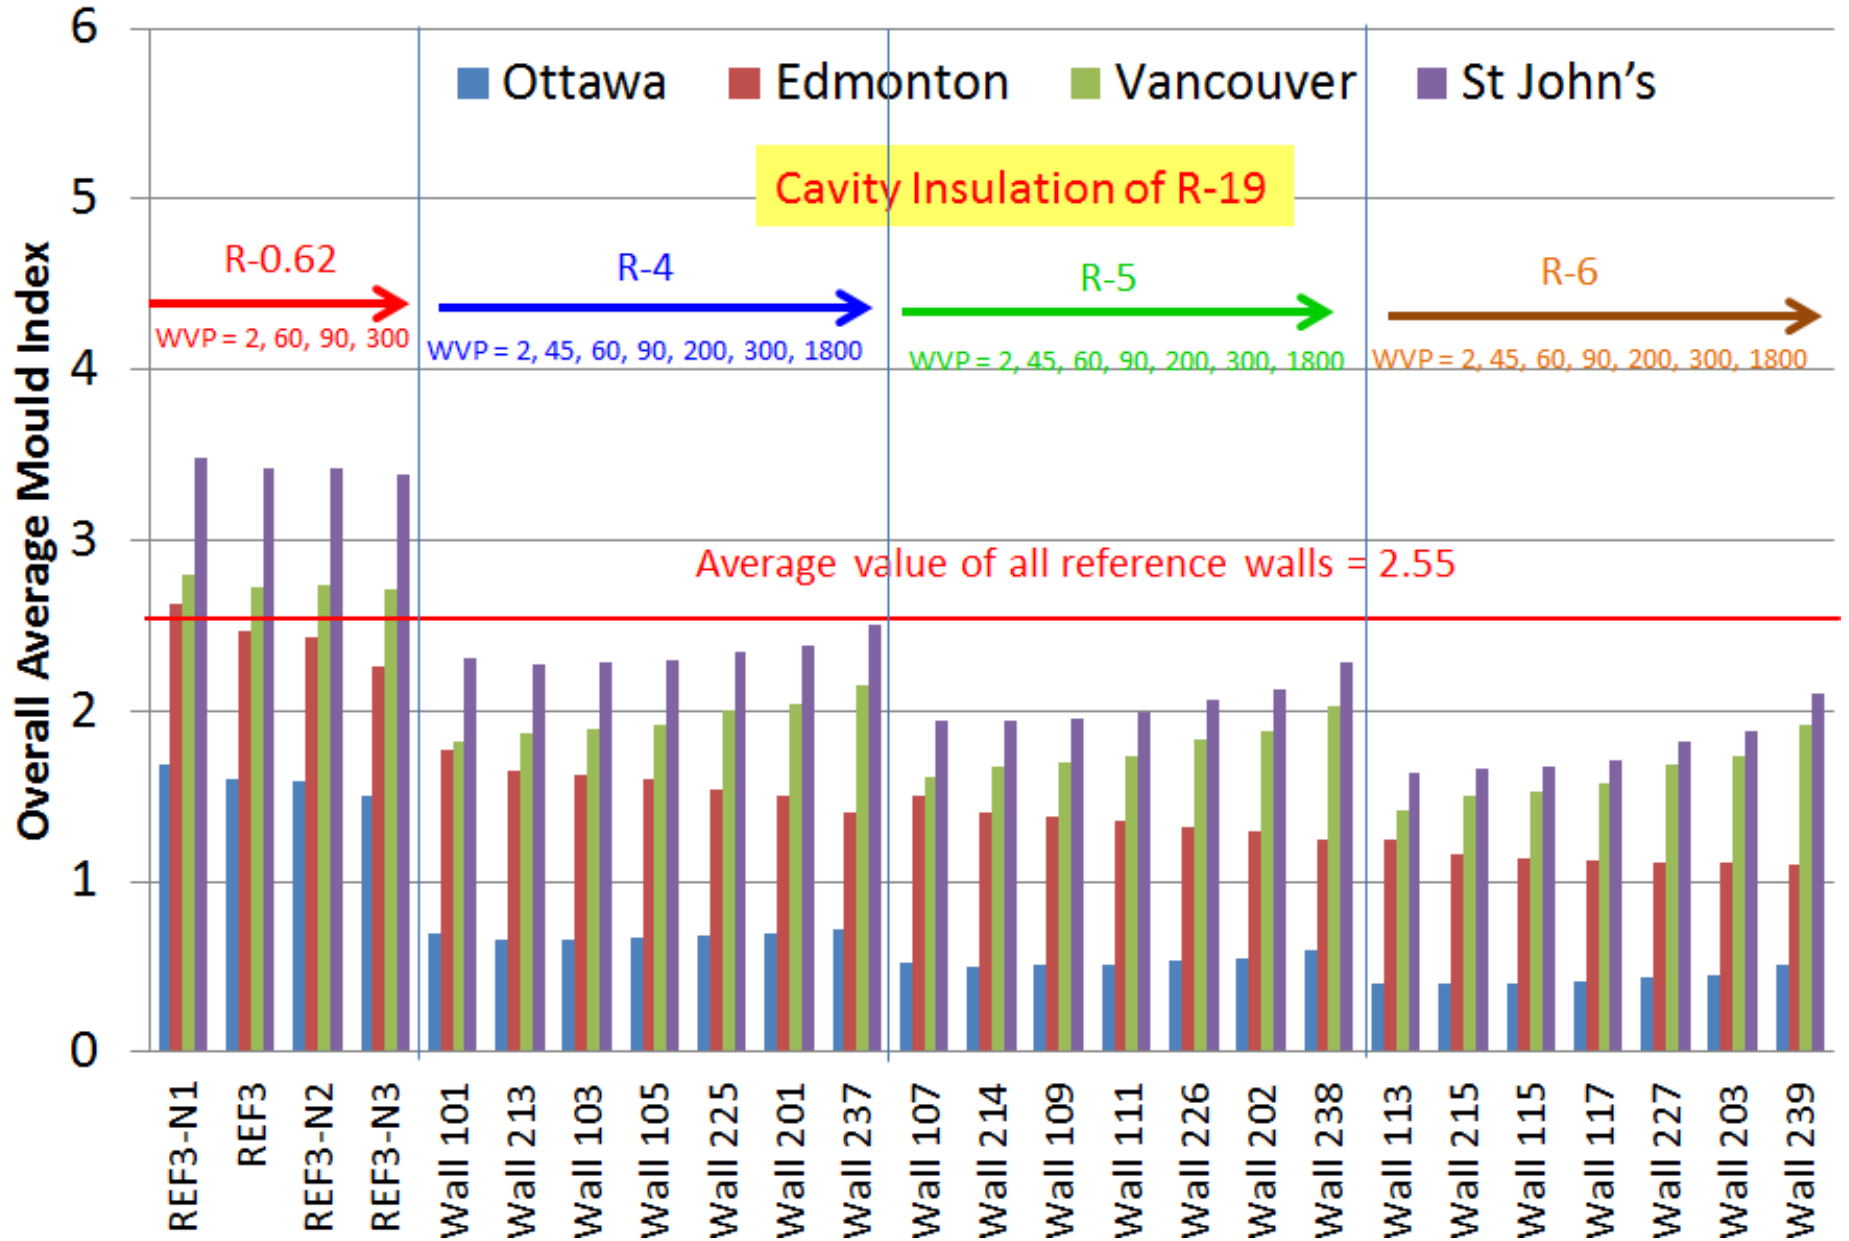 6
Ottawa Edmonton Vancouver St John’s
Cavity Insulation of R-19
5
R-0.62
R-4
R-5
R-6
WVP = 2, 60, 90, 300
WVP = 2, 45, 60, 90, 200, 300, 1800
WVP = 2, 45, 60, 90, 200, 300, 1800
WVP = 2, 45, 60, 90, 200, 300, 1800
4
Overall Average Mould Index
3
Average value of all reference walls = 2.55
2
1
0
REF3-N1
REF3
REF3-N2
REF3-N3
Wall 101
Wall 213
Wall 103
Wall 105
Wall 225
Wall 201
Wall 237
Wall 107
Wall 214
Wall 109
Wall 111
Wall 226
Wall 202
Wall 238
Wall 113
Wall 215
Wall 115
Wall 117
Wall 227
Wall 203
Wall 239